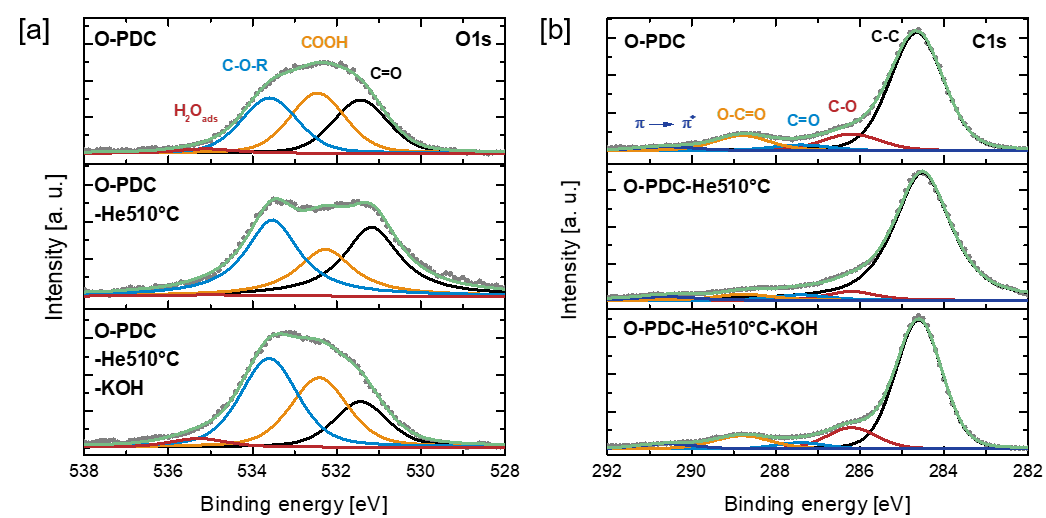 [a]
O-PDC
O1s
COOH
C-O-R
C=O
H₂Oads
O-PDC
-He510°C
O-PDC
-He510°C
-KOH
Intensity [a. u.]
538 536 534 532 530 528
Binding energy [eV]
[b]
O-PDC
C-C
C1s
O-C=O
C=O
C-O
π → π*
O-PDC-He510°C
O-PDC-He510°C-KOH
Intensity [a. u.]
292 290 288 286 284 282
Binding energy [eV]